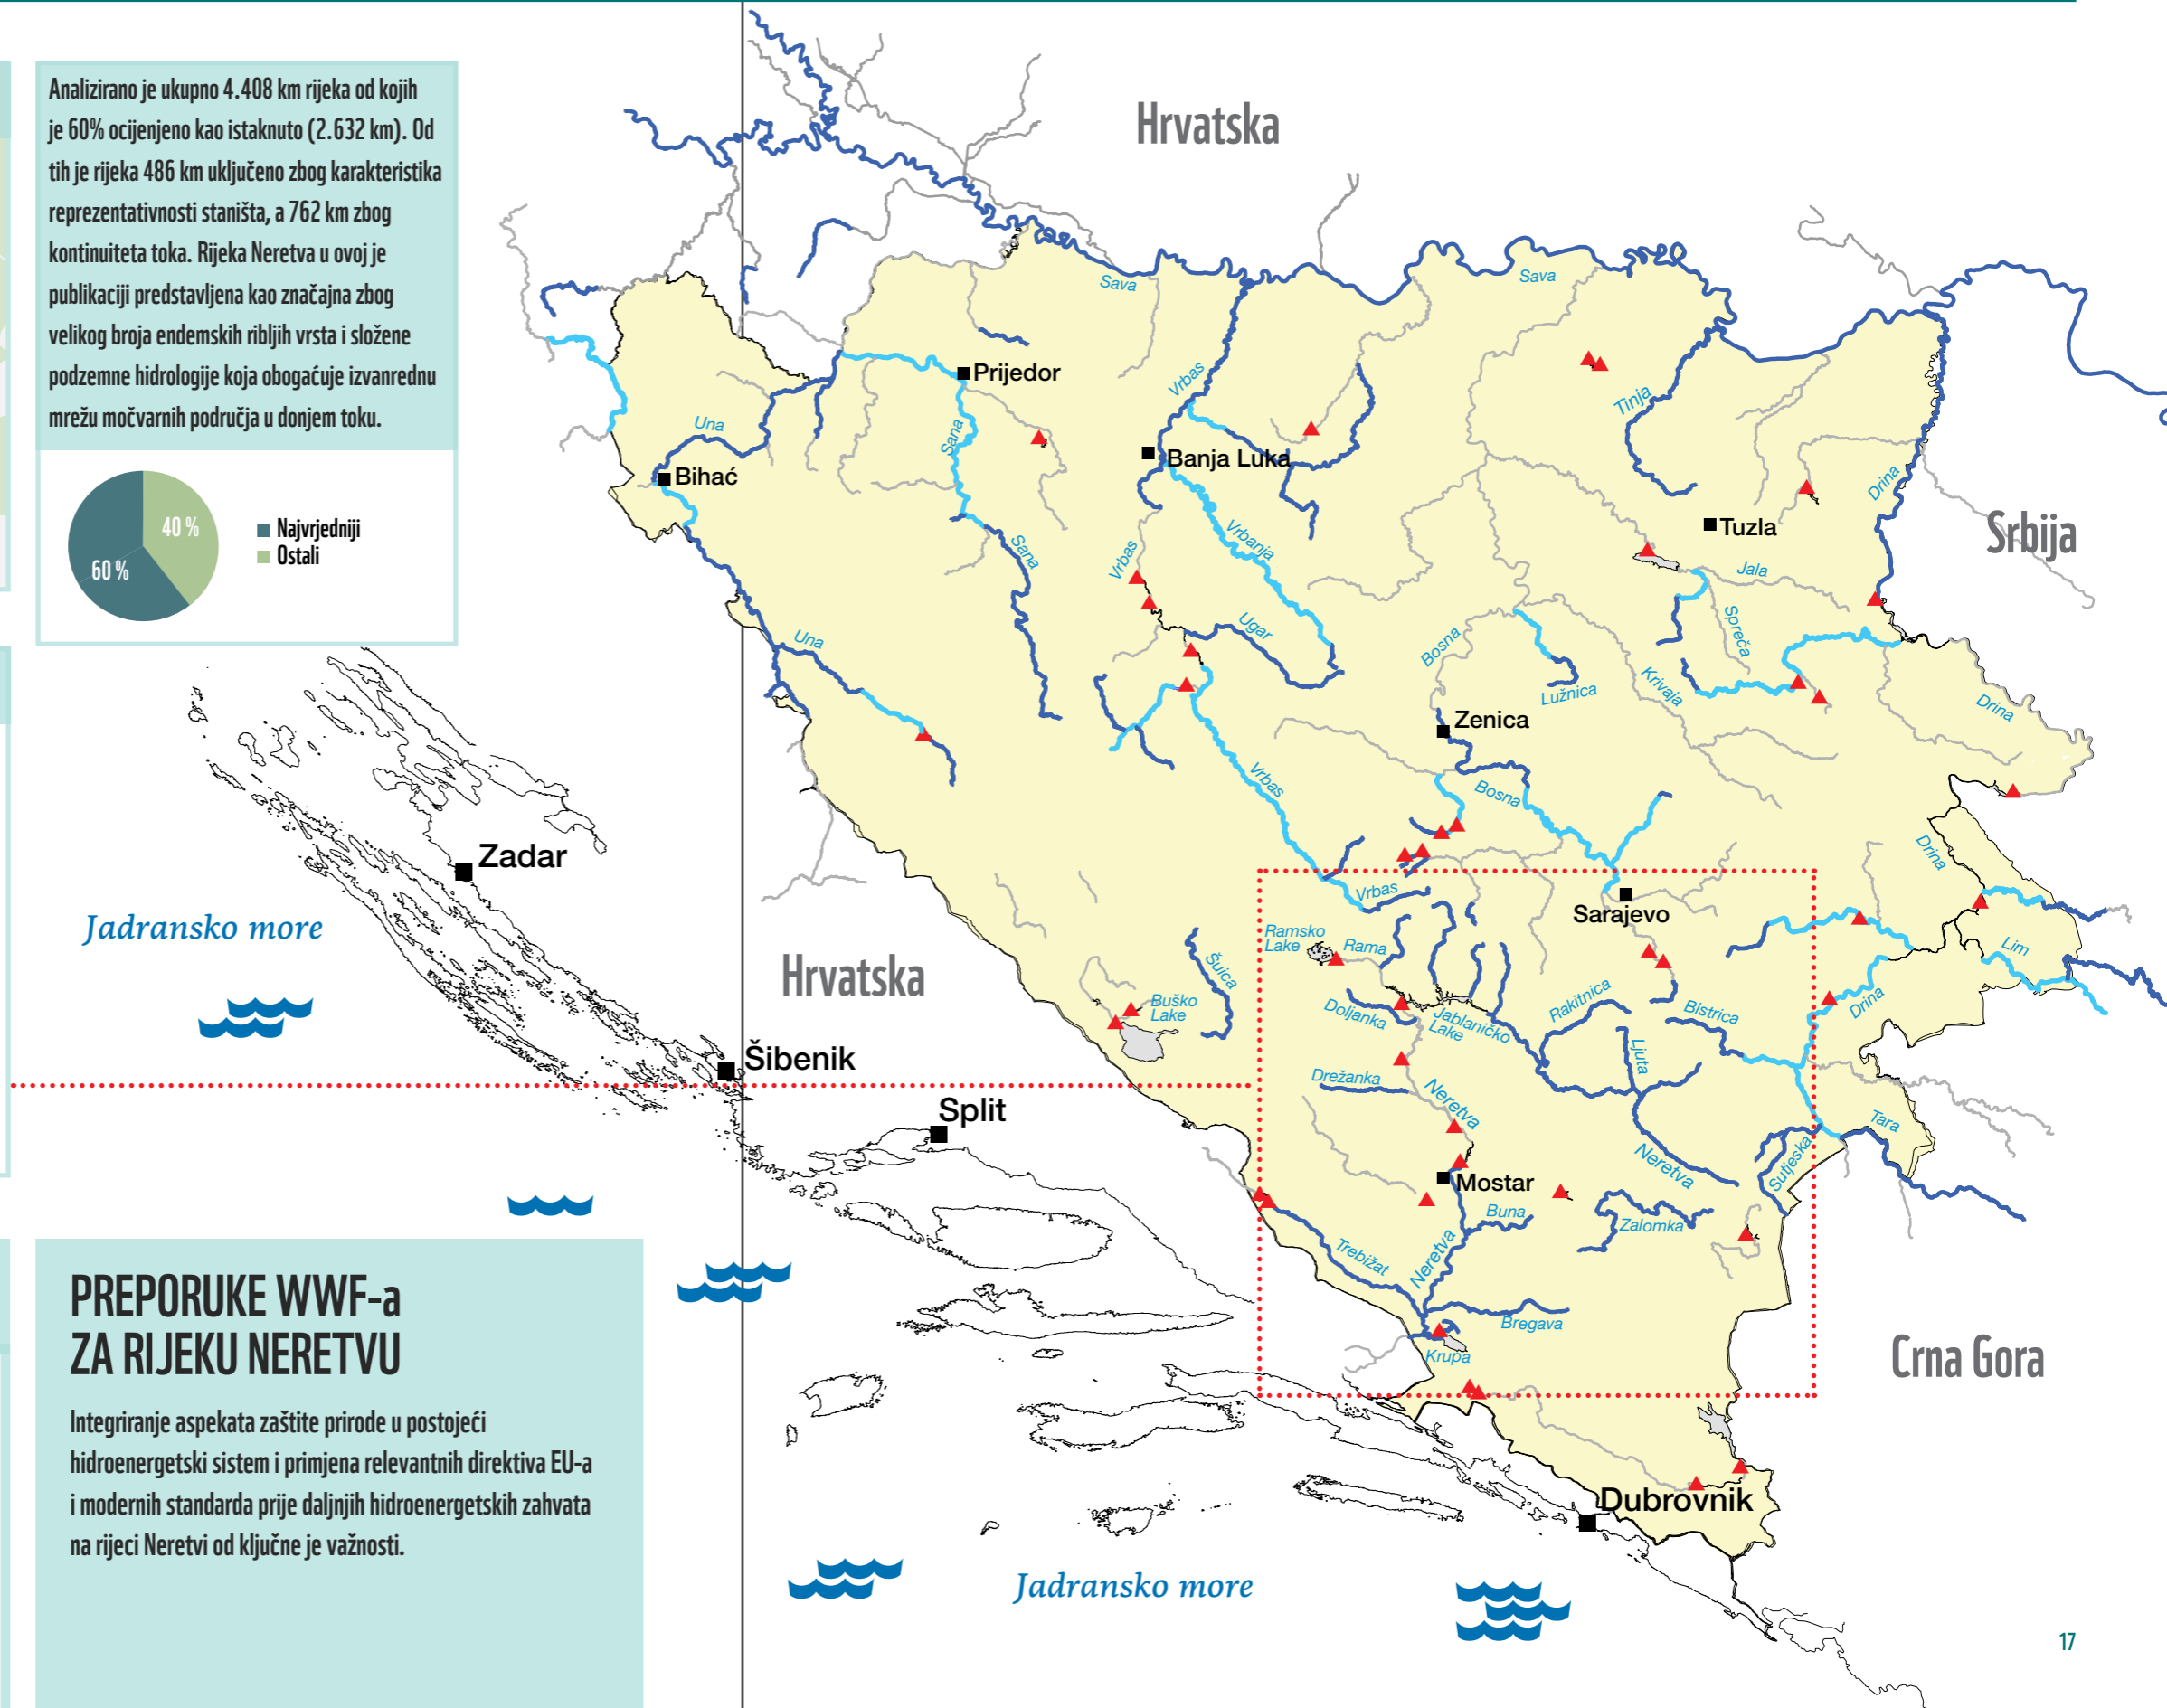 Analizirano je ukupno 4.408 km rijeka od kojih
je 60% ocijenjeno kao istaknuto (2.632 km). Od
tih je rijeka 486 km uključeno zbog karakteristika
reprezentativnosti staništa, a 762 km zbog
kontinuiteta toka. Rijeka Neretva u ovoj je
publikaciji predstavljena kao značajna zbog
velikog broja endemskih ribljih vrsta i složene
podzemne hidrologije koja obogaćuje izvanrednu
mrežu močvarnih područja u donjem toku.
40 %
60 %
Najvrjedniji
Ostali
Hrvatska
Sava
Sava
Prijedor
Vrbas
Tinja
Una
Sana
Bihać
Banja Luka
Drina
Tuzla
Srbija
Vrbanja
Sana
Vrbas
Jala
Ugar
Spreča
Una
Bosna
Lužnica
Krivaja
Drina
Zenica
Vrbas
Bosna
Zadar
Drina
Vrbas
Sarajevo
Jadransko more
Ramsko
Lake
Rama
Lim
Hrvatska
Šuica
Buško
Lake
Doljanka
Jablaničko
Lake
Rakitnica
Bistrica
Drina
Šibenik
Ljuta
Drežanka
Neretva
Split
Tara
Neretva
Sutjeska
Mostar
Buna
Zalomka
Trebižat
Neretva
Bregava
Krupa
Crna Gora
PREPORUKE WWF-a
ZA RIJEKU NERETVU
Integriranje aspekata zaštite prirode u postojeći
hidroenergetski sistem i primjena relevantnih direktiva EU-a
i modernih standarda prije daljnjih hidroenergetskih zahvata
na rijeci Neretvi od ključne je važnosti.
Dubrovnik
Jadransko more
17